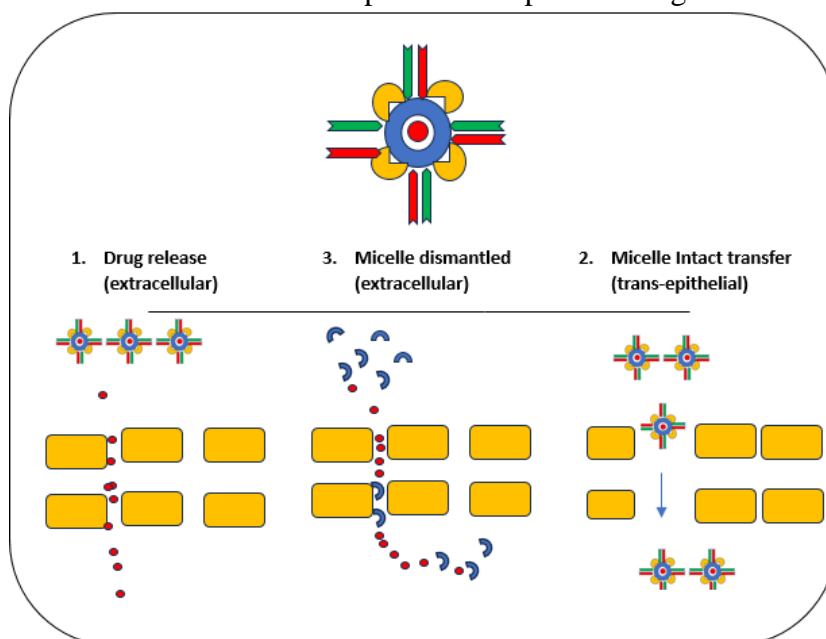 1. Drug release
(extracellular)
3. Micelle dismantled
(extracellular)
2. Micelle Intact transfer
(trans-epithelial)